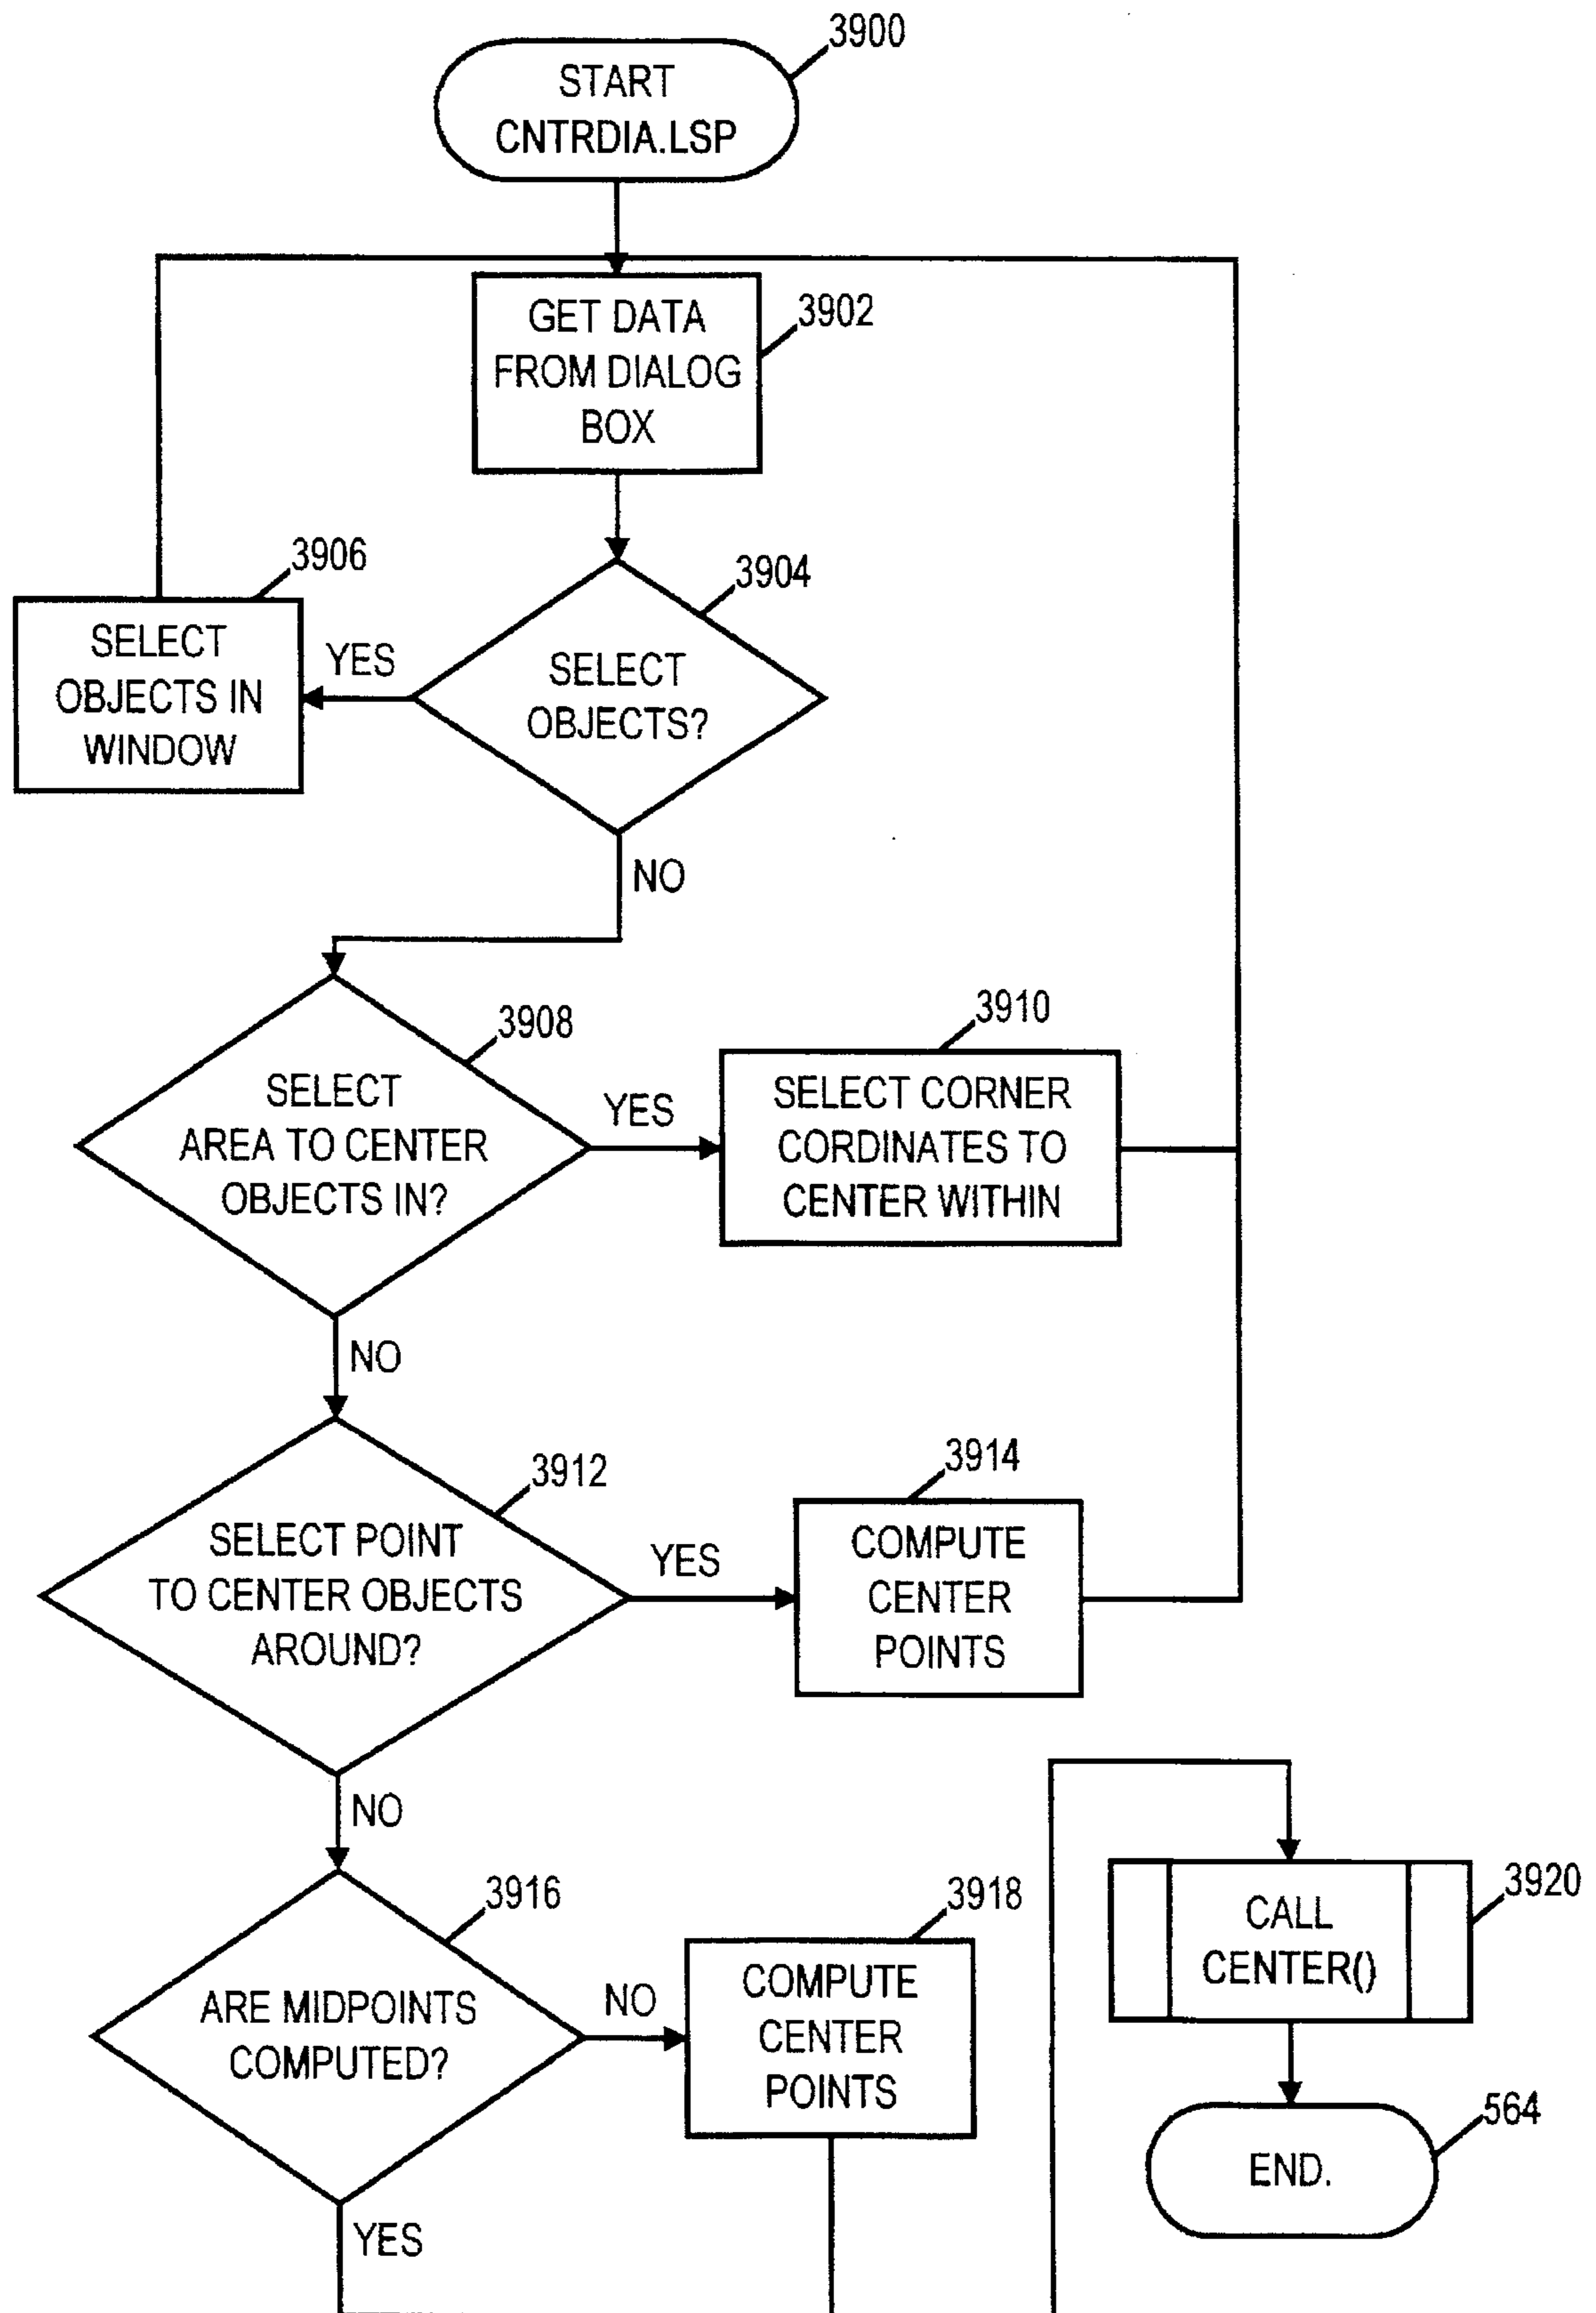 3900
START
CNTRDIA.LSP
GET DATA
FROM DIALOG
BOX
3902
3906
3904
SELECT
OBJECTS IN
WINDOW
YES
SELECT
OBJECTS?
NO
3908
3910
SELECT
AREA TO CENTER
OBJECTS IN?
YES
SELECT CORNER
CORDINATES TO
CENTER WITHIN
NO
3912
3914
SELECT POINT
TO CENTER OBJECTS
AROUND?
YES
COMPUTE
CENTER
POINTS
NO
3916
3918
3920
ARE MIDPOINTS
COMPUTED?
NO
COMPUTE
CENTER
POINTS
CALL
CENTER()
564
END.
YES